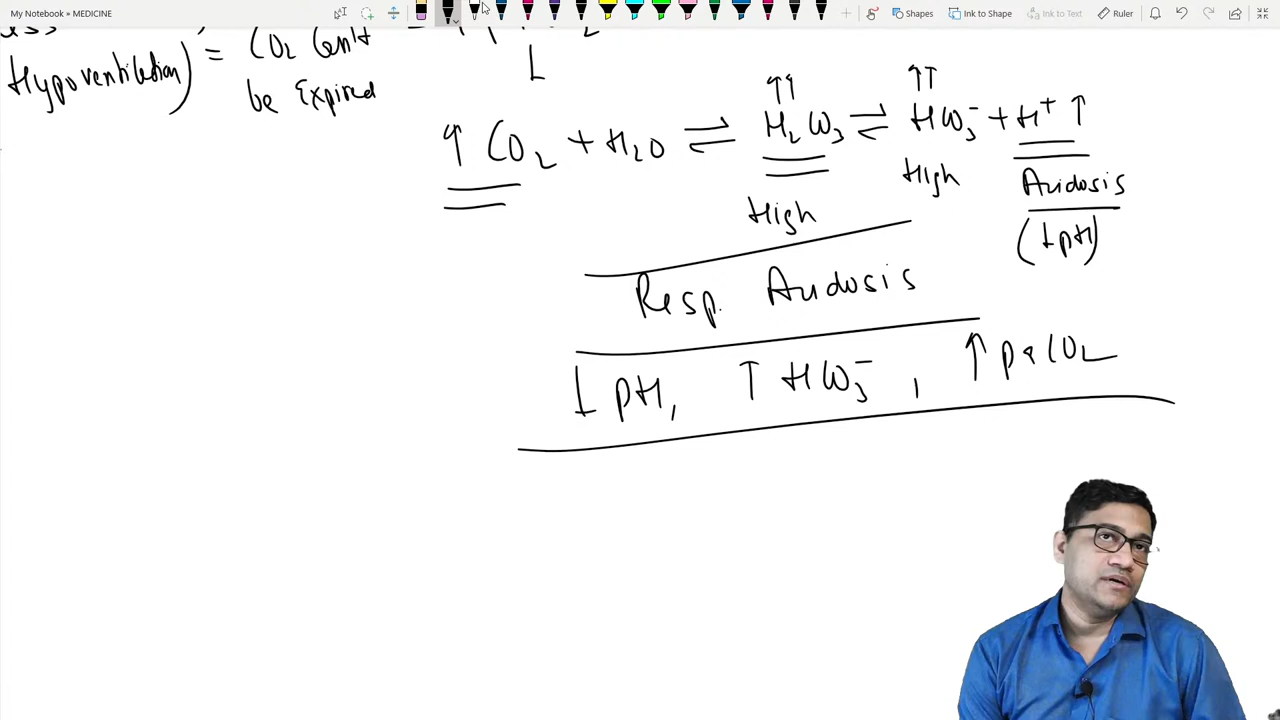 My Notebook » MEDICINE
Shapes Ink to Shape Ink to Text Ruler
Hypoventilation) = CO₂ Can't
be Expired
↑ CO₂ + H₂O ⇌ H₂CO₃ ⇌ HCO₃⁻ + H⁺ ↑
↑↑ ↑↑
High High Acidosis
(↓pH)
Resp. Acidosis
↓ pH, ↑ HCO₃⁻, ↑ paCO₂